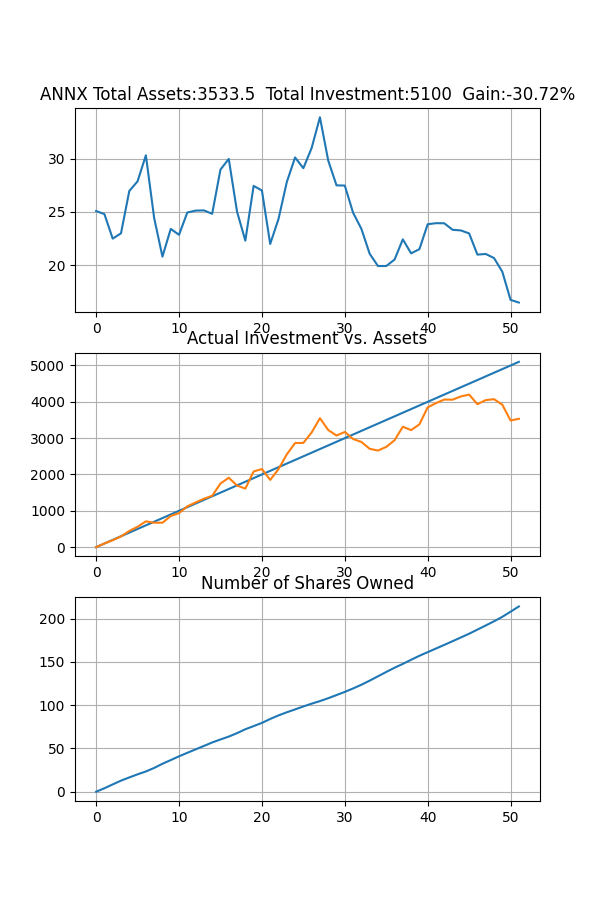 ANNX Total Assets:3533.5  Total Investment:5100  Gain:-30.72%
30
25
20
0 10 20 30 40 50
Actual Investment vs. Assets
5000
4000
3000
2000
1000
0
0 10 20 30 40 50
Number of Shares Owned
200
150
100
50
0
0 10 20 30 40 50